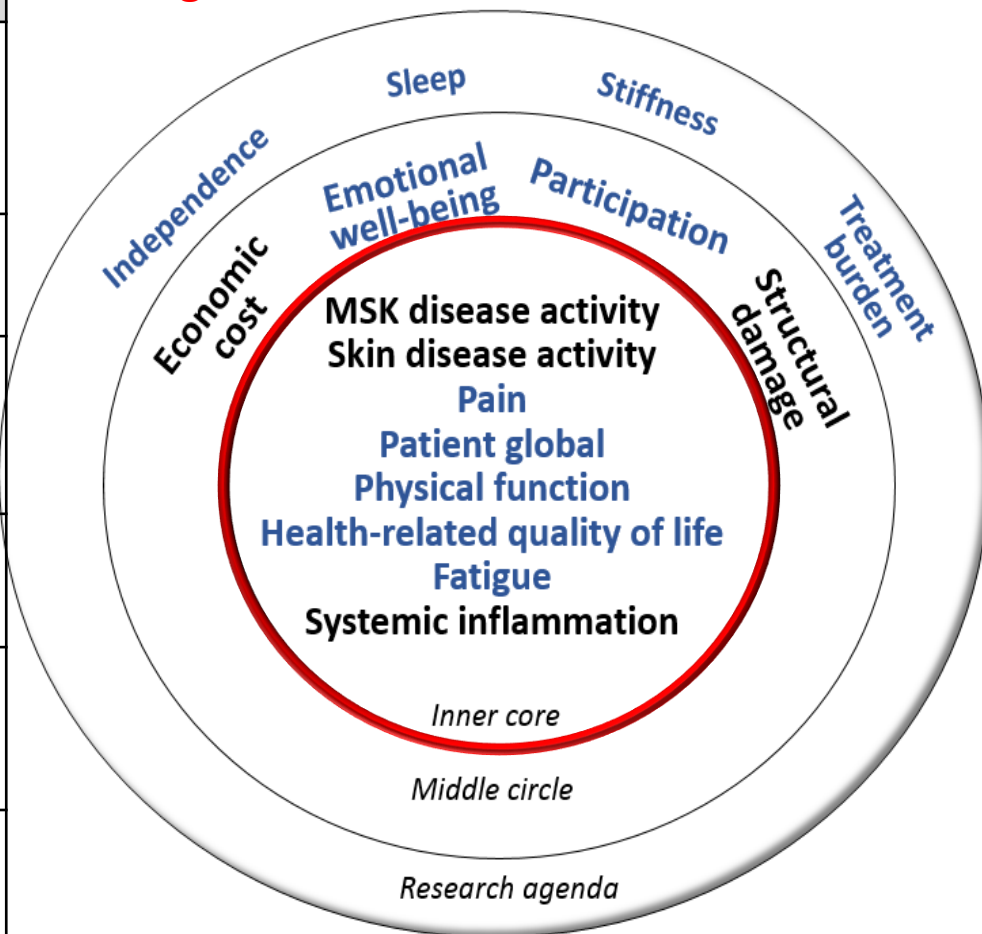 Sleep
Stiffness
Independence
Treatment
burden
Emotional
well-being
Participation
Economic
cost
Structural
damage
MSK disease activity
Skin disease activity
Pain
Patient global
Physical function
Health-related quality of life
Fatigue
Systemic inflammation
Inner core
Middle circle
Research agenda